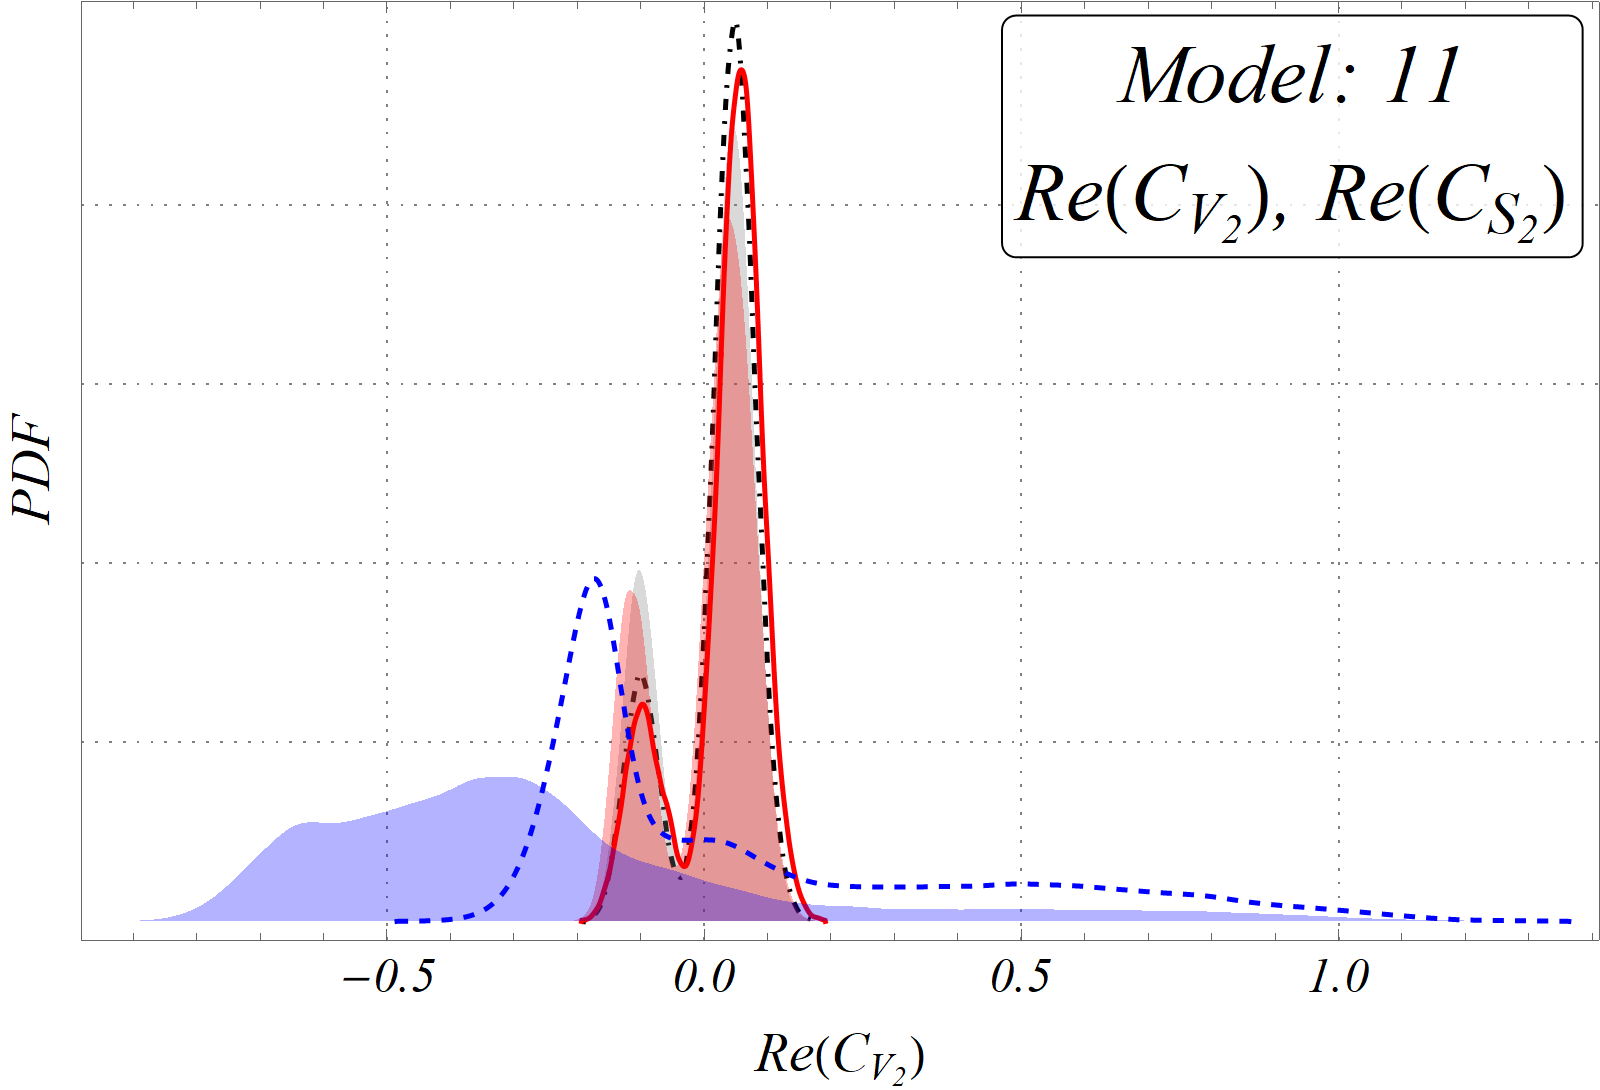 Model: 11
Re(C_{V_2}), Re(C_{S_2})
PDF
−0.5 0.0 0.5 1.0
Re(C_{V_2})